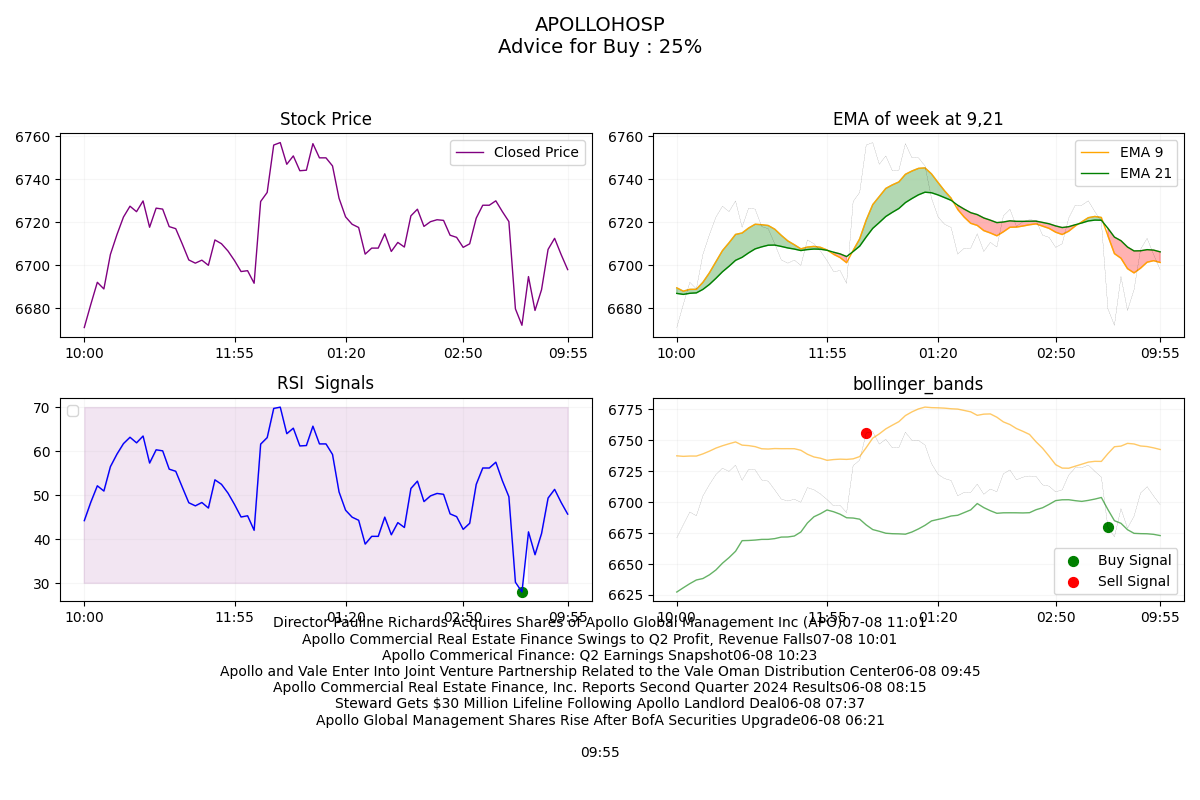 APOLLOHOSP
Advice for Buy : 25%
Stock Price
6760
6740
6720
6700
6680
Closed Price
10:00
11:55
01:20
02:50
09:55
EMA of week at 9,21
6760
6740
6720
6700
6680
EMA 9
EMA 21
10:00
11:55
01:20
02:50
09:55
RSI  Signals
70
60
50
40
30
10:00
11:55
01:20
02:50
09:55
bollinger_bands
6775
6750
6725
6700
6675
6650
6625
Buy Signal
Sell Signal
10:00
11:55
01:20
02:50
09:55
Director Pauline Richards Acquires Shares of Apollo Global Management Inc (APO)07-08 11:01
Apollo Commercial Real Estate Finance Swings to Q2 Profit, Revenue Falls07-08 10:01
Apollo Commerical Finance: Q2 Earnings Snapshot06-08 10:23
Apollo and Vale Enter Into Joint Venture Partnership Related to the Vale Oman Distribution Center06-08 09:45
Apollo Commercial Real Estate Finance, Inc. Reports Second Quarter 2024 Results06-08 08:15
Steward Gets $30 Million Lifeline Following Apollo Landlord Deal06-08 07:37
Apollo Global Management Shares Rise After BofA Securities Upgrade06-08 06:21
09:55